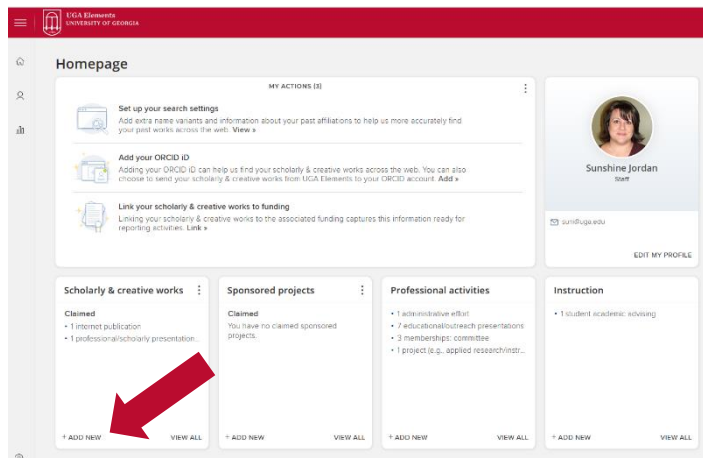 UGA Elements
UNIVERSITY OF GEORGIA
Homepage
MY ACTIONS (3)
Set up your search settings
Add extra name variants and information about your past affiliations to help us more accurately find
your past works across the web. View »
Add your ORCID iD
Adding your ORCID iD can help us find your scholarly & creative works across the web. You can also
choose to send your scholarly & creative works from UGA Elements to your ORCID account. Add »
Link your scholarly & creative works to funding
Linking your scholarly & creative works to the associated funding captures this information ready for
reporting activities. Link »
Sunshine Jordan
Staff
sun@uga.edu
EDIT MY PROFILE
Scholarly & creative works
Claimed
• 1 internet publication
• 1 professional/scholarly presentation...
+ ADD NEW
VIEW ALL
Sponsored projects
Claimed
You have no claimed sponsored
projects.
+ ADD NEW
VIEW ALL
Professional activities
• 1 administrative effort
• 7 educational/outreach presentations
• 3 memberships: committee
• 1 project (e.g., applied research/instr...
+ ADD NEW
VIEW ALL
Instruction
• 1 student academic advising
+ ADD NEW
VIEW ALL